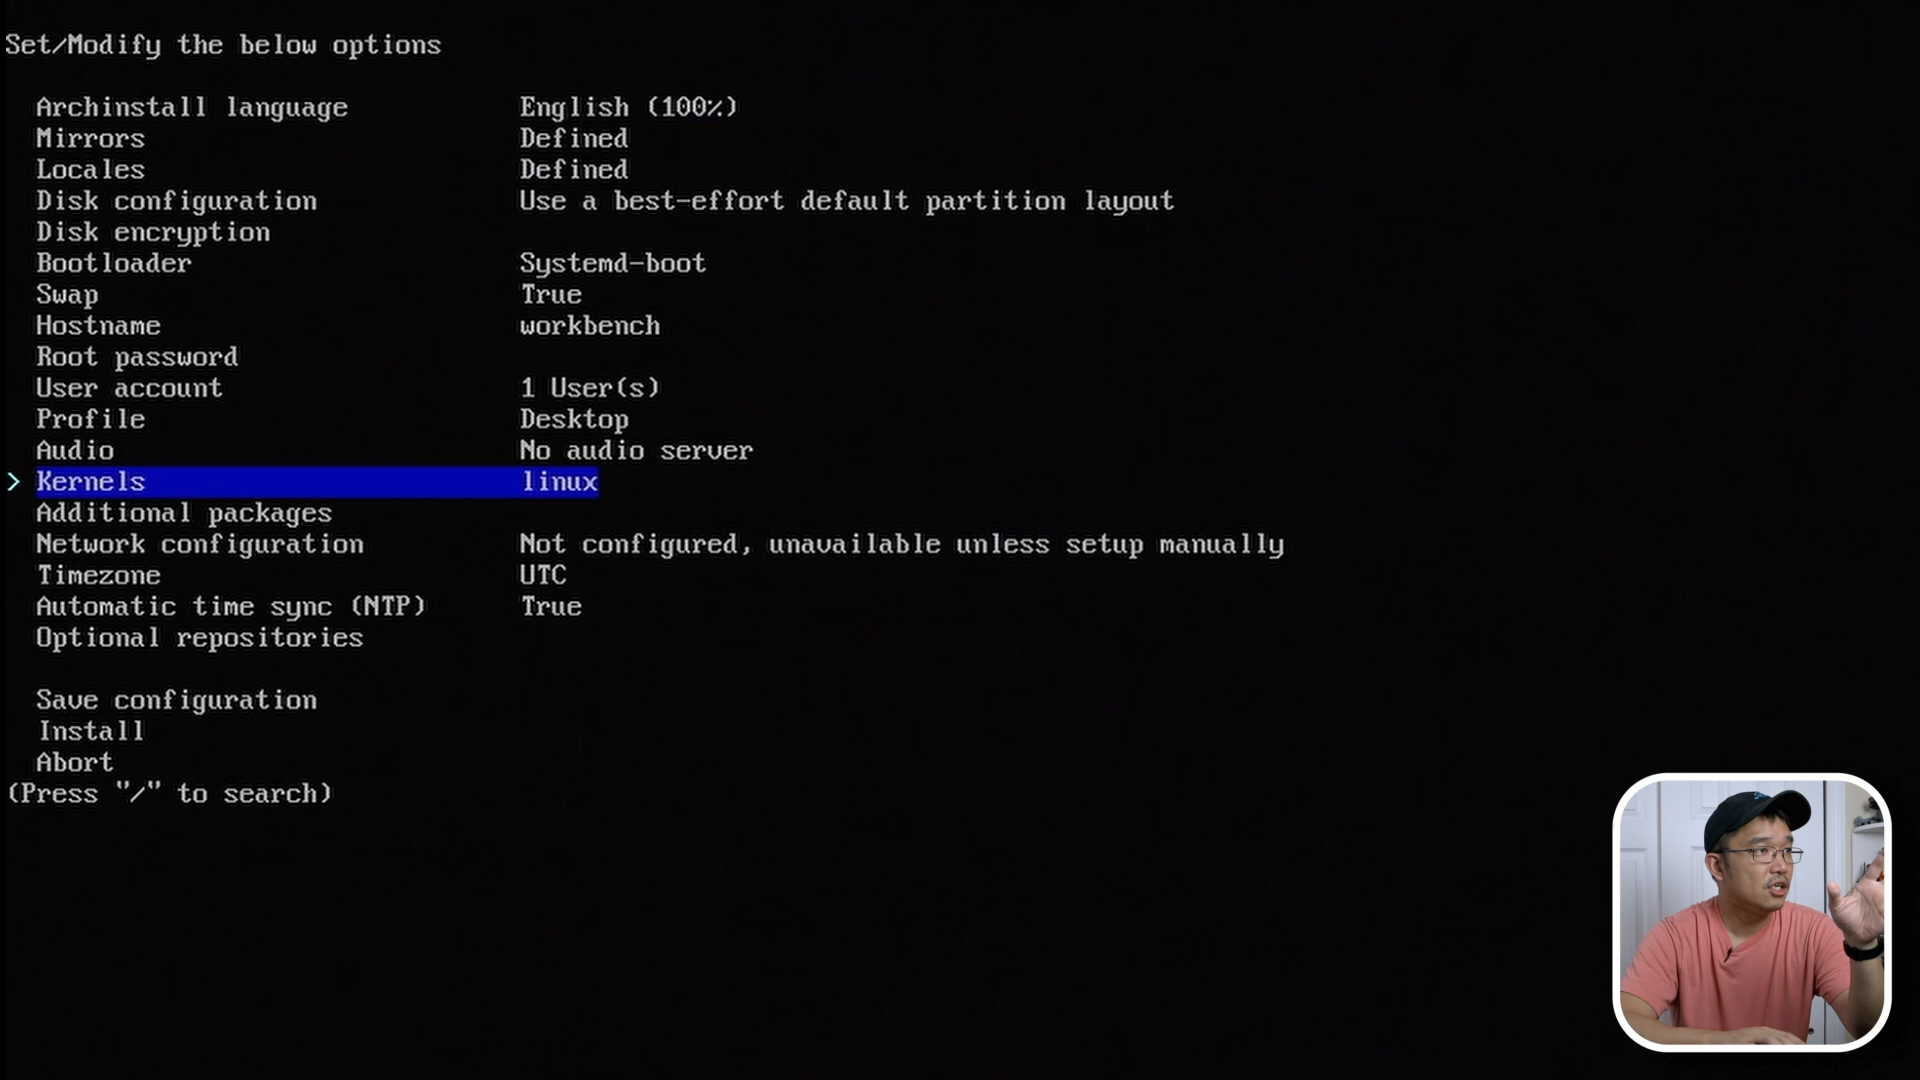 Set/Modify the below options
Archinstall language English (100%)
Mirrors Defined
Locales Defined
Disk configuration Use a best-effort default partition layout
Disk encryption
Bootloader Systemd-boot
Swap True
Hostname workbench
Root password
User account 1 User(s)
Profile Desktop
Audio No audio server
> Kernels linux
Additional packages
Network configuration Not configured, unavailable unless setup manually
Timezone UTC
Automatic time sync (NTP) True
Optional repositories
Save configuration
Install
Abort
(Press "/" to search)